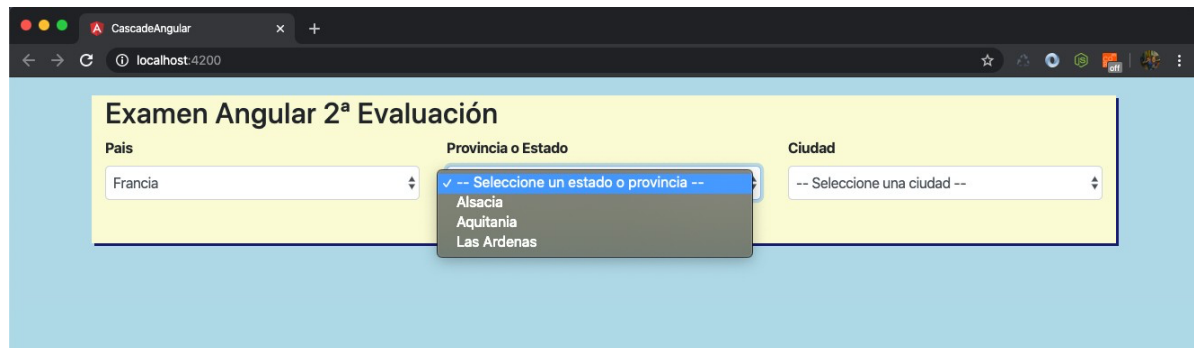 CascadeAngular
localhost:4200
off
Examen Angular 2ª Evaluación
Pais Provincia o Estado Ciudad
Francia -- Seleccione un estado o provincia -- -- Seleccione una ciudad --
Alsacia
Aquitania
Las Ardenas